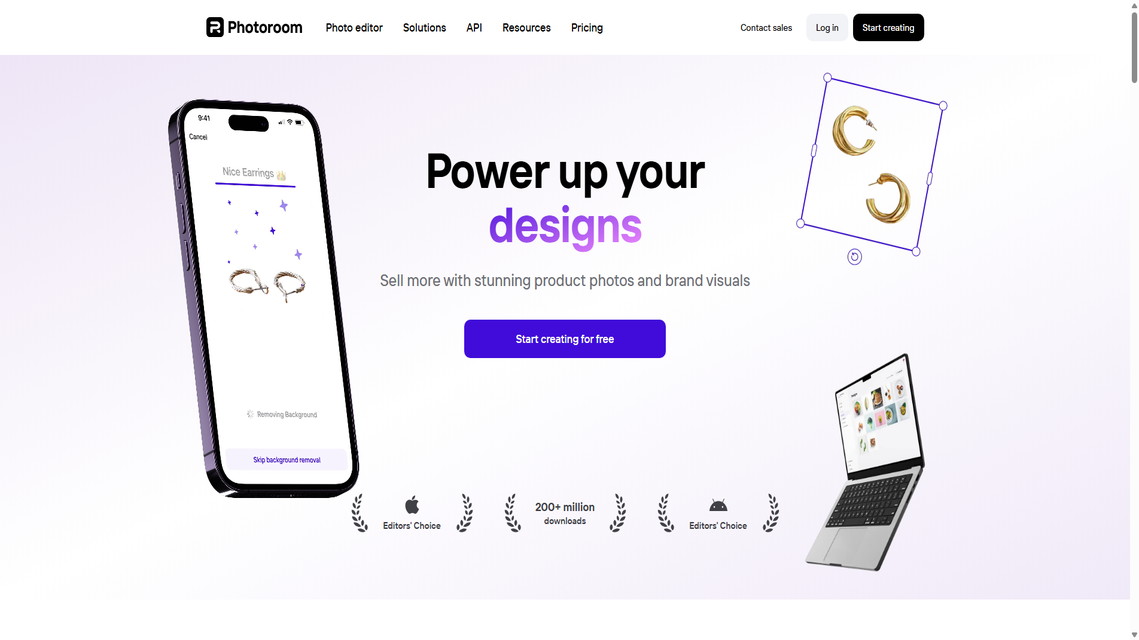 Photoroom
Photo editor
Solutions
API
Resources
Pricing
Contact sales
Log in
Start creating
9:41
Cancel
Nice Earrings
Power up your
designs
Sell more with stunning product photos and brand visuals
Start creating for free
Removing Background
Skip background removal
Editors' Choice
200+ million
downloads
Editors' Choice